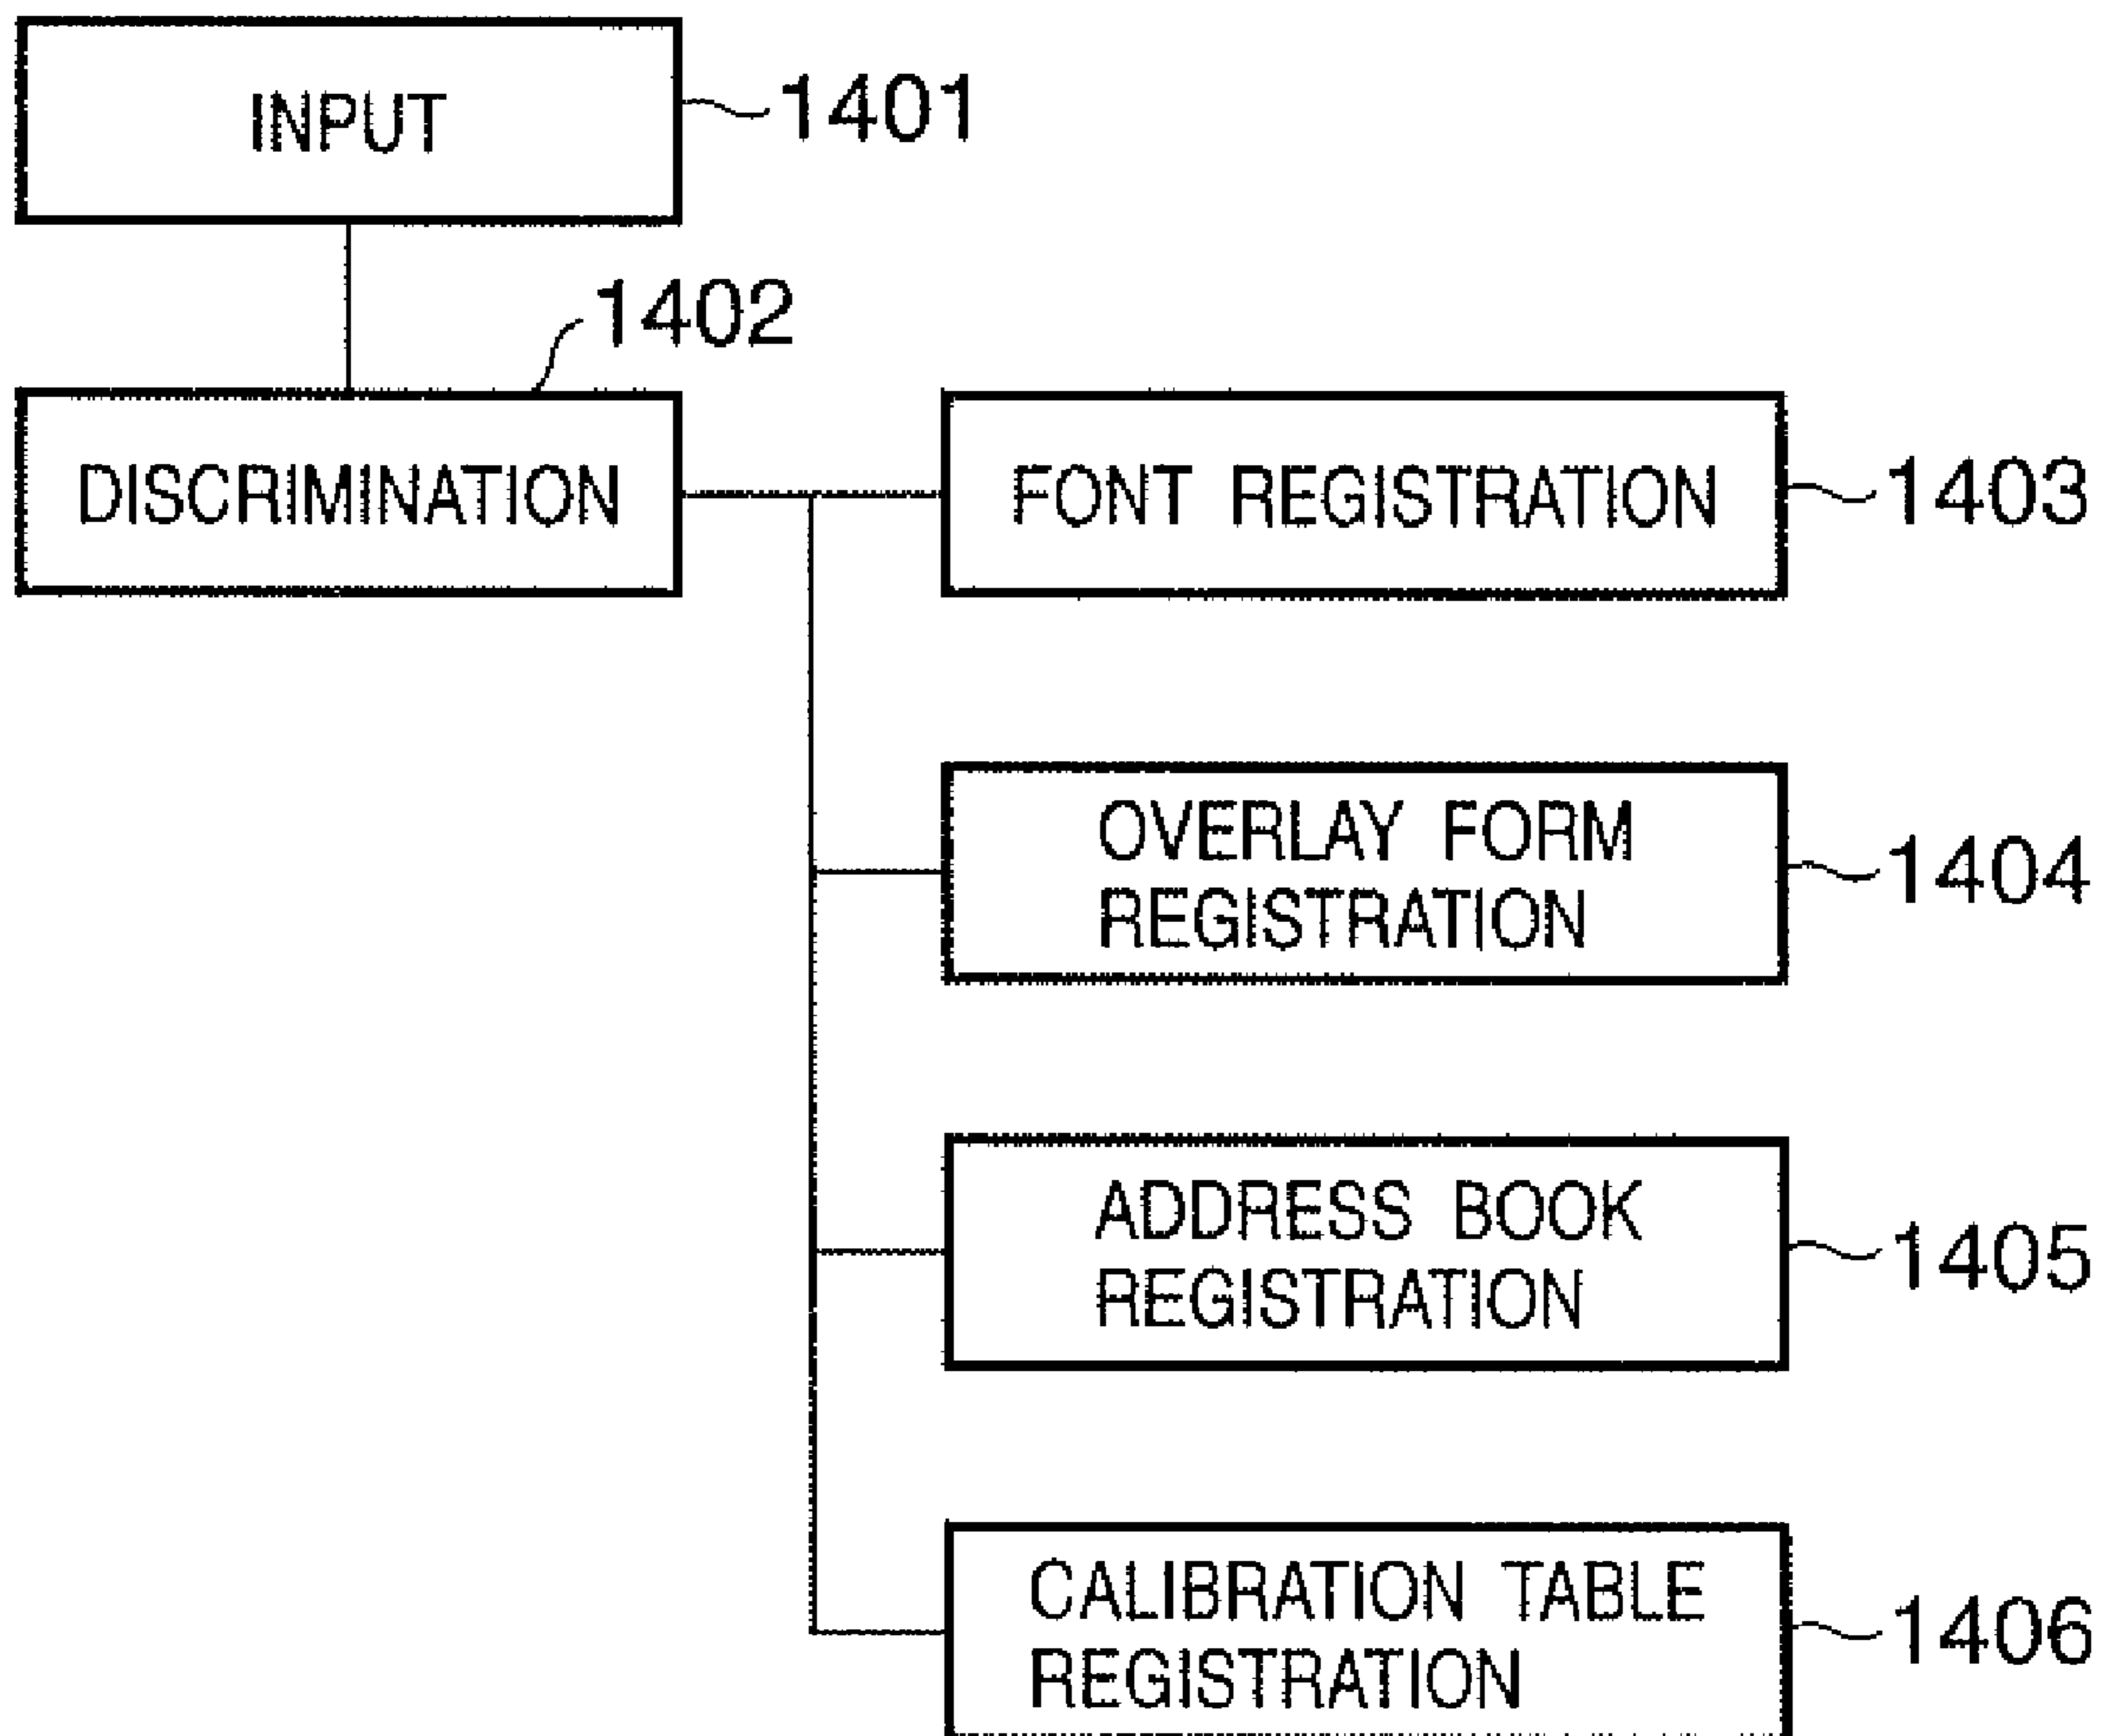 INPUT
1401
1402
DISCRIMINATION
FONT REGISTRATION
1403
OVERLAY FORM
REGISTRATION
1404
ADDRESS BOOK
REGISTRATION
1405
CALIBRATION TABLE
REGISTRATION
1406